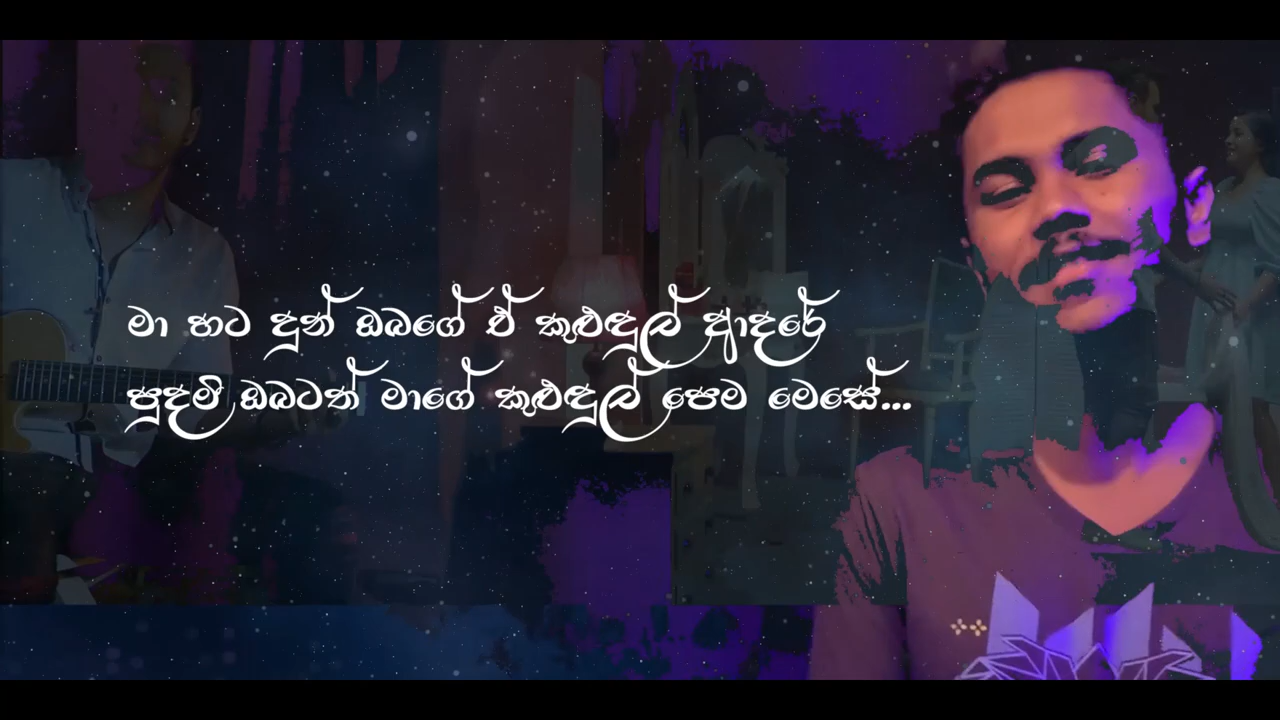 මා හට දුන් ඔබගේ ඒ කුළුඳුල් ආදරේ
පුදමි ඔබටත් මාගේ කුළුඳුල් පෙම මෙසේ...